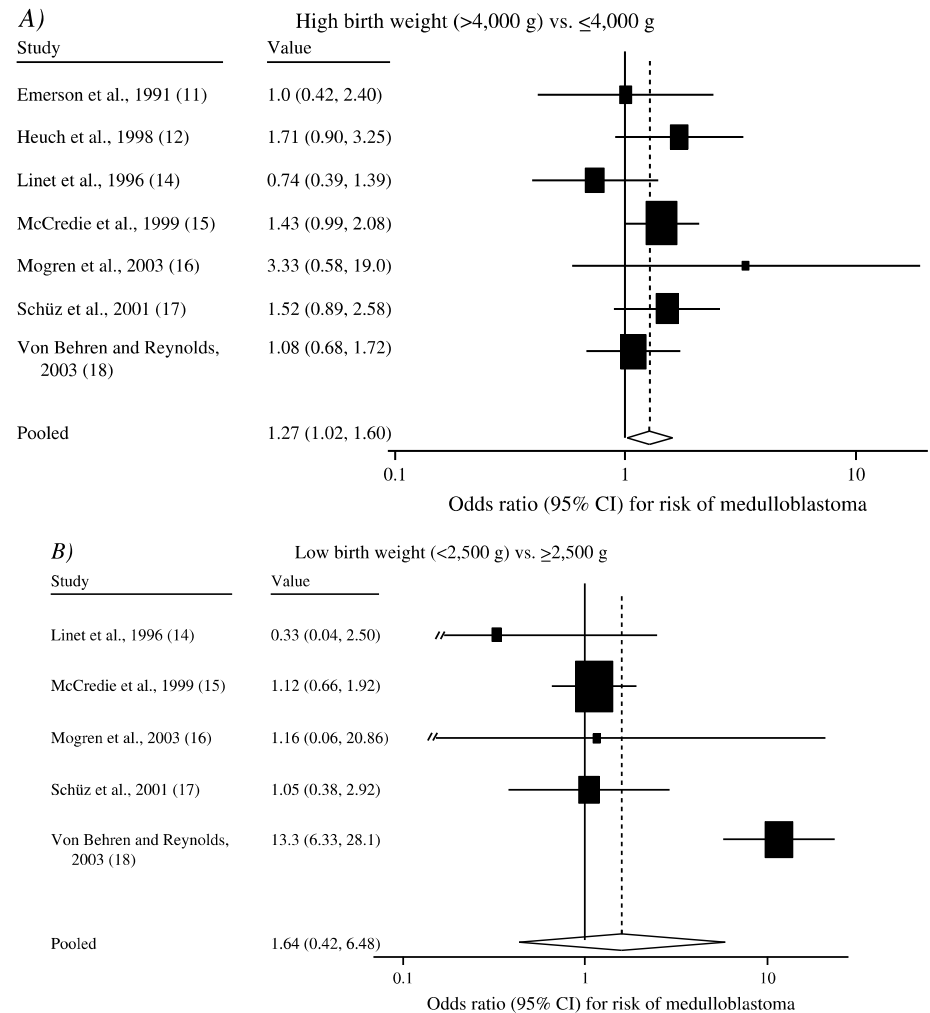 A)
High birth weight (>4,000 g) vs. ≤4,000 g
Study Value
Emerson et al., 1991 (11) 1.0 (0.42, 2.40)
Heuch et al., 1998 (12) 1.71 (0.90, 3.25)
Linet et al., 1996 (14) 0.74 (0.39, 1.39)
McCredie et al., 1999 (15) 1.43 (0.99, 2.08)
Mogren et al., 2003 (16) 3.33 (0.58, 19.0)
Schüz et al., 2001 (17) 1.52 (0.89, 2.58)
Von Behren and Reynolds, 1.08 (0.68, 1.72)
2003 (18)
Pooled 1.27 (1.02, 1.60)
0.1 1 10
Odds ratio (95% CI) for risk of medulloblastoma
B)
Low birth weight (<2,500 g) vs. ≥2,500 g
Study Value
Linet et al., 1996 (14) 0.33 (0.04, 2.50)
McCredie et al., 1999 (15) 1.12 (0.66, 1.92)
Mogren et al., 2003 (16) 1.16 (0.06, 20.86)
Schüz et al., 2001 (17) 1.05 (0.38, 2.92)
Von Behren and Reynolds, 13.3 (6.33, 28.1)
2003 (18)
Pooled 1.64 (0.42, 6.48)
0.1 1 10
Odds ratio (95% CI) for risk of medulloblastoma